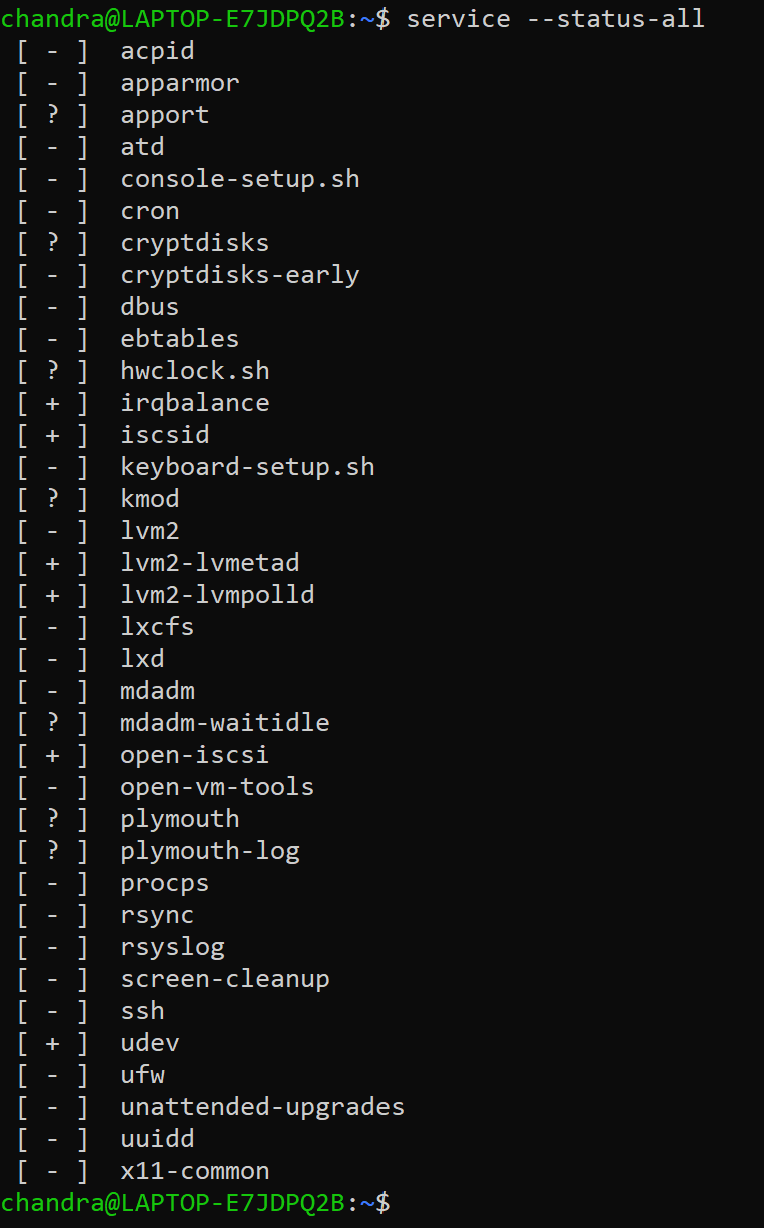 chandra@LAPTOP-E7JDPQ2B:~$ service --status-all
[ - ]  acpid
[ - ]  apparmor
[ ? ]  apport
[ - ]  atd
[ - ]  console-setup.sh
[ - ]  cron
[ ? ]  cryptdisks
[ - ]  cryptdisks-early
[ - ]  dbus
[ - ]  ebtables
[ ? ]  hwclock.sh
[ + ]  irqbalance
[ + ]  iscsid
[ - ]  keyboard-setup.sh
[ ? ]  kmod
[ - ]  lvm2
[ + ]  lvm2-lvmetad
[ + ]  lvm2-lvmpolld
[ - ]  lxcfs
[ - ]  lxd
[ - ]  mdadm
[ ? ]  mdadm-waitidle
[ + ]  open-iscsi
[ - ]  open-vm-tools
[ ? ]  plymouth
[ ? ]  plymouth-log
[ - ]  procps
[ - ]  rsync
[ - ]  rsyslog
[ - ]  screen-cleanup
[ - ]  ssh
[ + ]  udev
[ - ]  ufw
[ - ]  unattended-upgrades
[ - ]  uuidd
[ - ]  x11-common
chandra@LAPTOP-E7JDPQ2B:~$